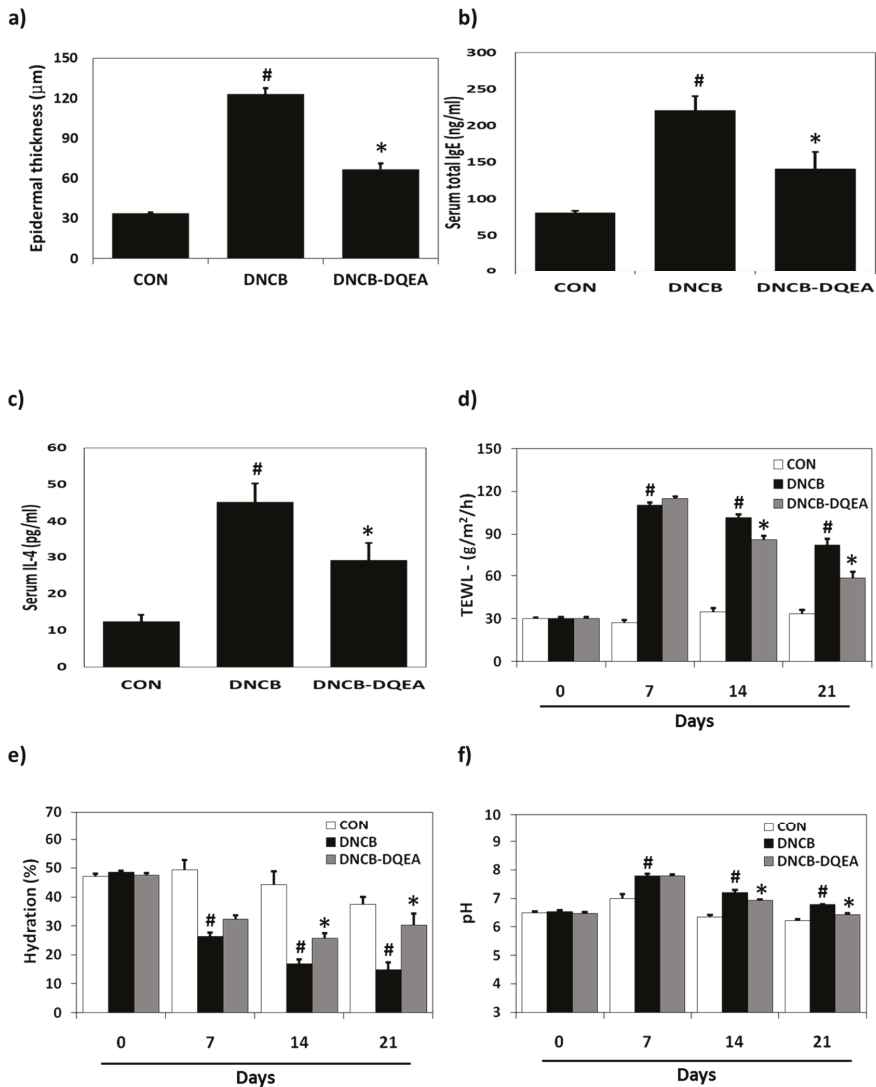 a)
Epidermal thickness (μm)
150
120
90
60
30
0
#
*
CON DNCB DNCB-DQEA
b)
Serum total IgE (ng/ml)
300
250
200
150
100
50
0
#
*
CON DNCB DNCB-DQEA
c)
Serum IL-4 (pg/ml)
60
50
40
30
20
10
0
#
*
CON DNCB DNCB-DQEA
d)
TEWL - (g/m²/h)
150
120
90
60
30
0
CON
DNCB
DNCB-DQEA
#
# *
# *
0 7 14 21
Days
e)
Hydration (%)
70
60
50
40
30
20
10
0
CON
DNCB
DNCB-DQEA
#
# *
# *
0 7 14 21
Days
f)
pH
10
9
8
7
6
5
4
3
CON
DNCB
DNCB-DQEA
#
# *
# *
0 7 14 21
Days